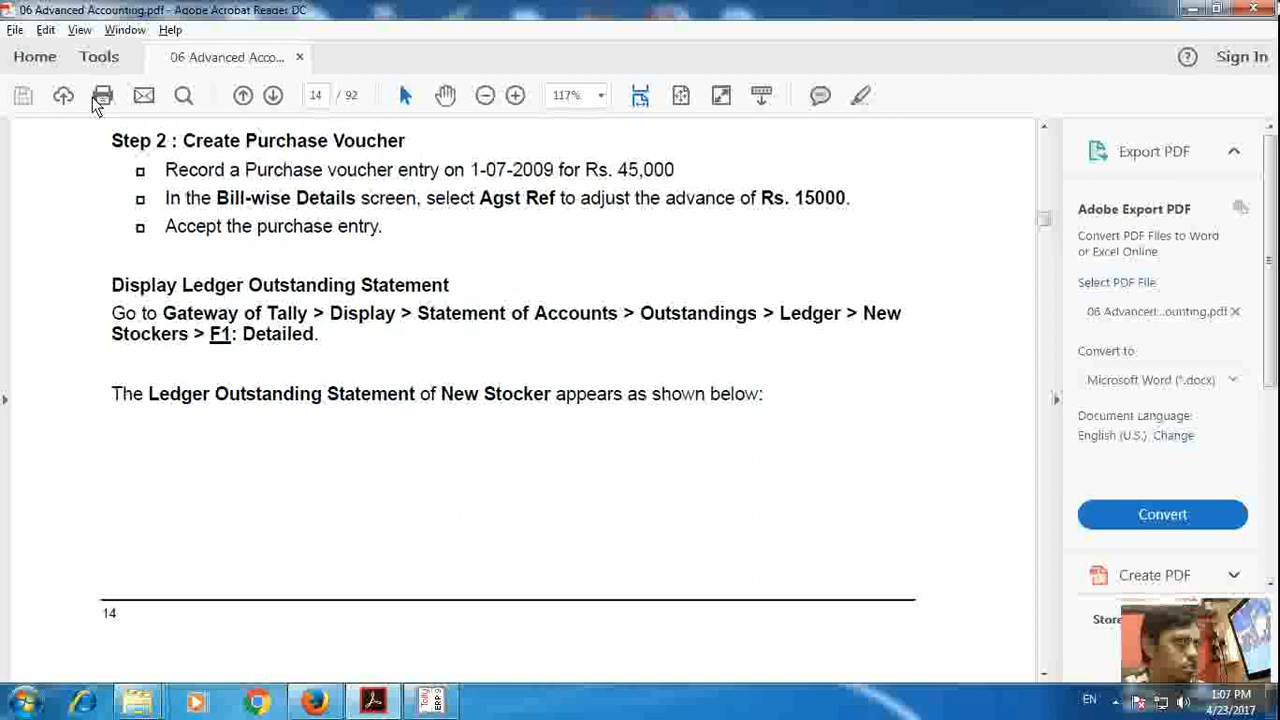 06 Advanced Accounting.pdf - Adobe Acrobat Reader DC
File Edit View Window Help
Home Tools 06 Advanced Acco... × Sign In
14 / 92 117%
Step 2 : Create Purchase Voucher
Record a Purchase voucher entry on 1-07-2009 for Rs. 45,000
In the Bill-wise Details screen, select Agst Ref to adjust the advance of Rs. 15000.
Accept the purchase entry.
Display Ledger Outstanding Statement
Go to Gateway of Tally > Display > Statement of Accounts > Outstandings > Ledger > New
Stockers > F1: Detailed.
The Ledger Outstanding Statement of New Stocker appears as shown below:
14
Export PDF
Adobe Export PDF
Convert PDF Files to Word
or Excel Online
Select PDF File
06 Advanced...ounting.pdf ×
Convert to
Microsoft Word (*.docx)
Document Language:
English (U.S.) Change
Convert
Create PDF
Store
Tally
ERP9
EN
1:07 PM
4/23/2017